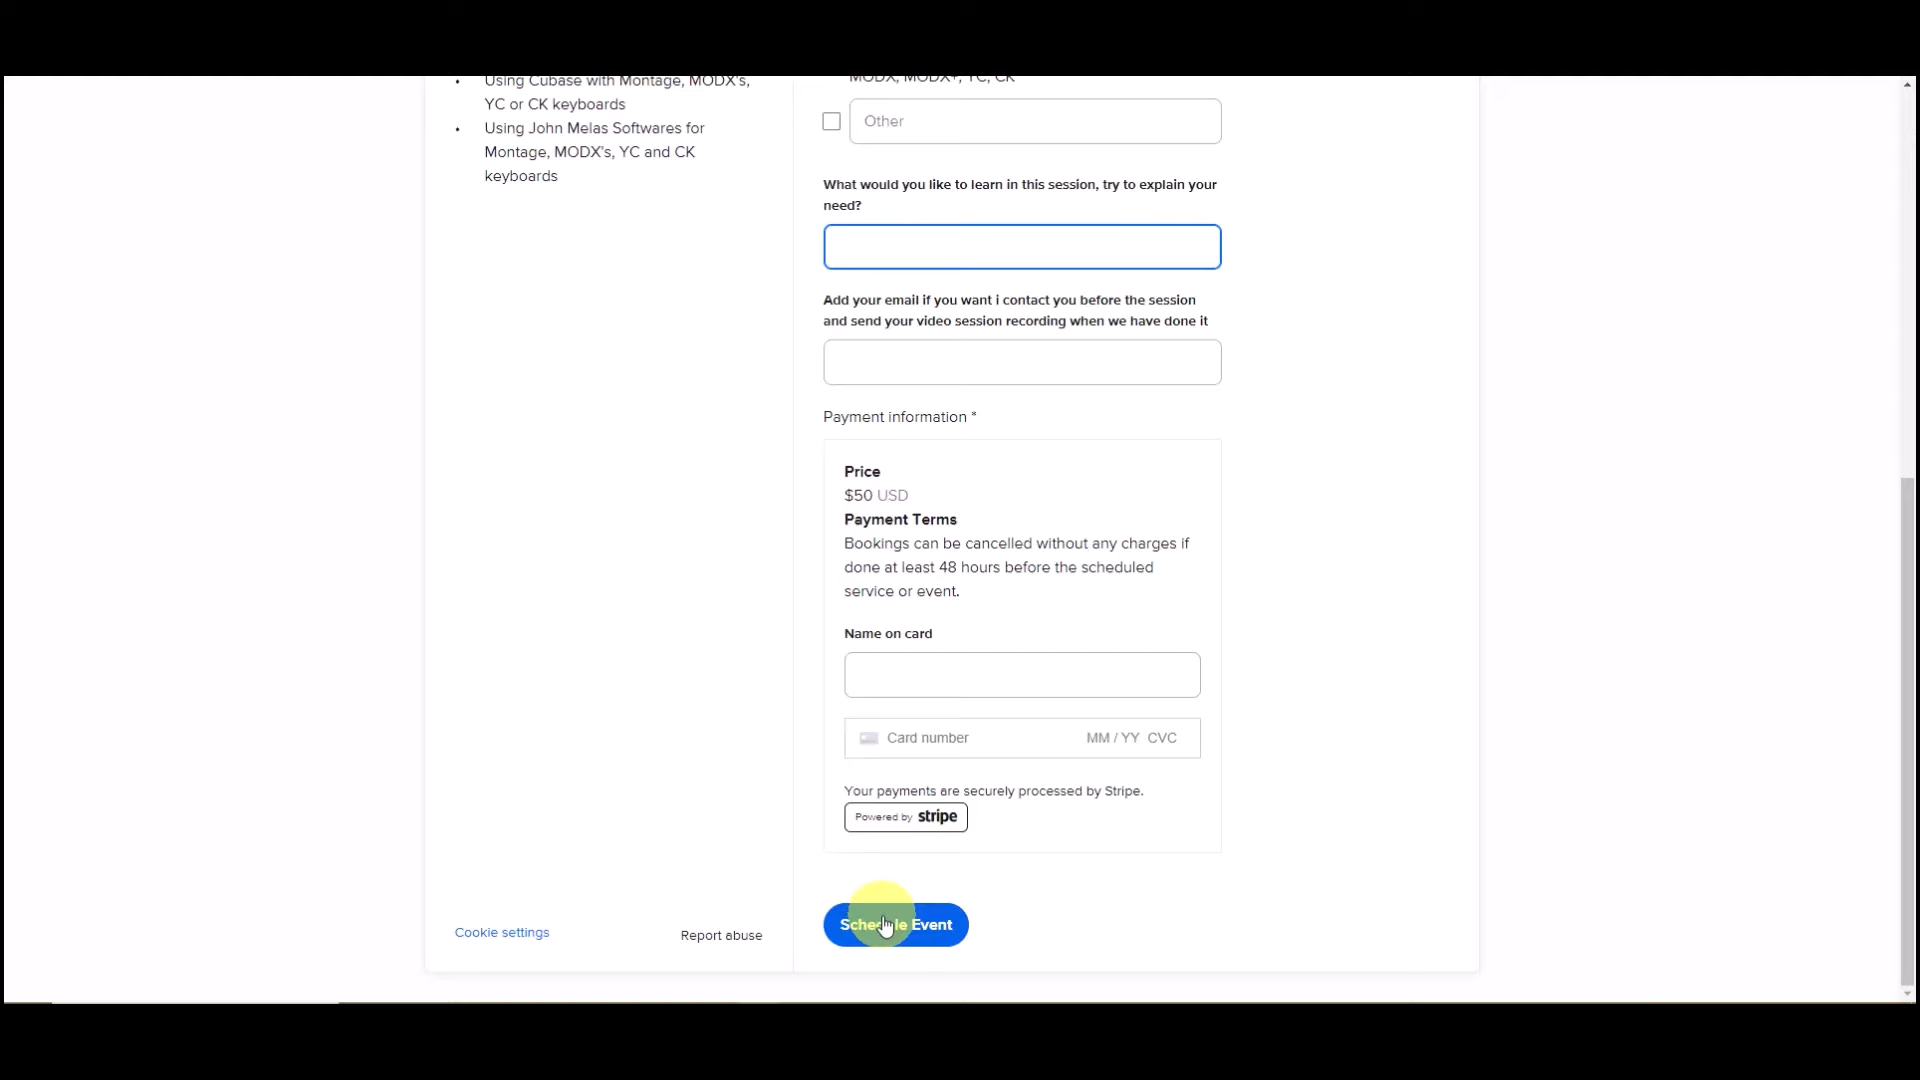 Using Cubase with Montage, MODX's,
YC or CK keyboards
Using John Melas Softwares for
Montage, MODX's, YC and CK
keyboards
Cookie settings
Report abuse
MODX, MODX+, YC, CK
Other
What would you like to learn in this session, try to explain your
need?
Add your email if you want i contact you before the session
and send your video session recording when we have done it
Payment information *
Price
$50 USD
Payment Terms
Bookings can be cancelled without any charges if
done at least 48 hours before the scheduled
service or event.
Name on card
Card number MM / YY CVC
Your payments are securely processed by Stripe.
Powered by stripe
Schedule Event